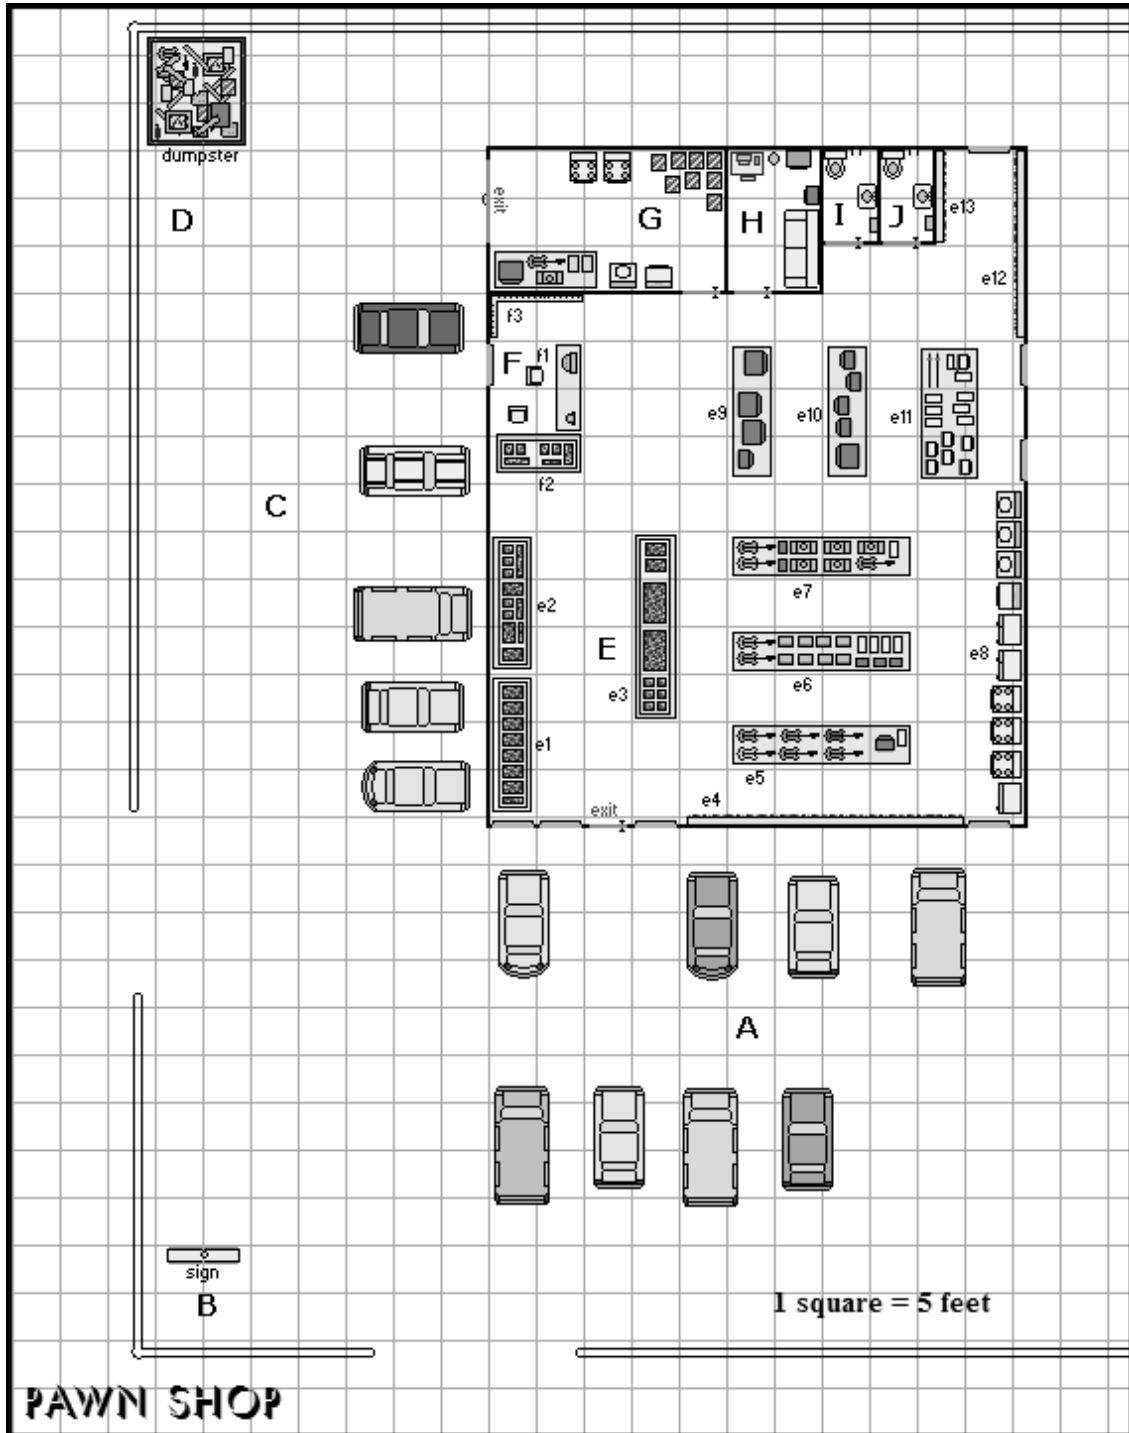 dumpster
D
exit
G
H
I
J
e13
e12
f3
F
f1
e9
e10
e11
f2
C
e7
e2
E
e8
e6
e3
e1
e5
e4
exit
A
sign
B
1 square = 5 feet
PAWN SHOP